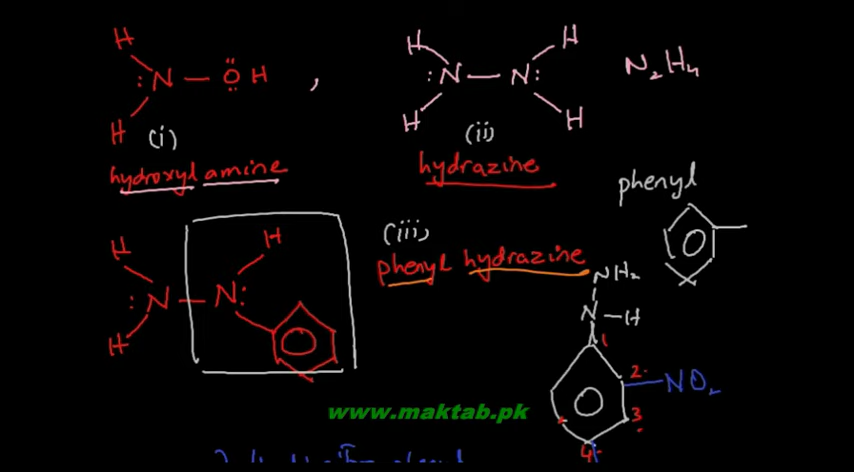 H H H
:N — ÖH , :N — N: N₂H₄
H H H
(i) (ii)
hydroxyl amine hydrazine
phenyl
(iii)
phenyl hydrazine
H H
:N — N:
H
NH₂
N—H
1
2 NO₂
3
4
www.maktab.pk